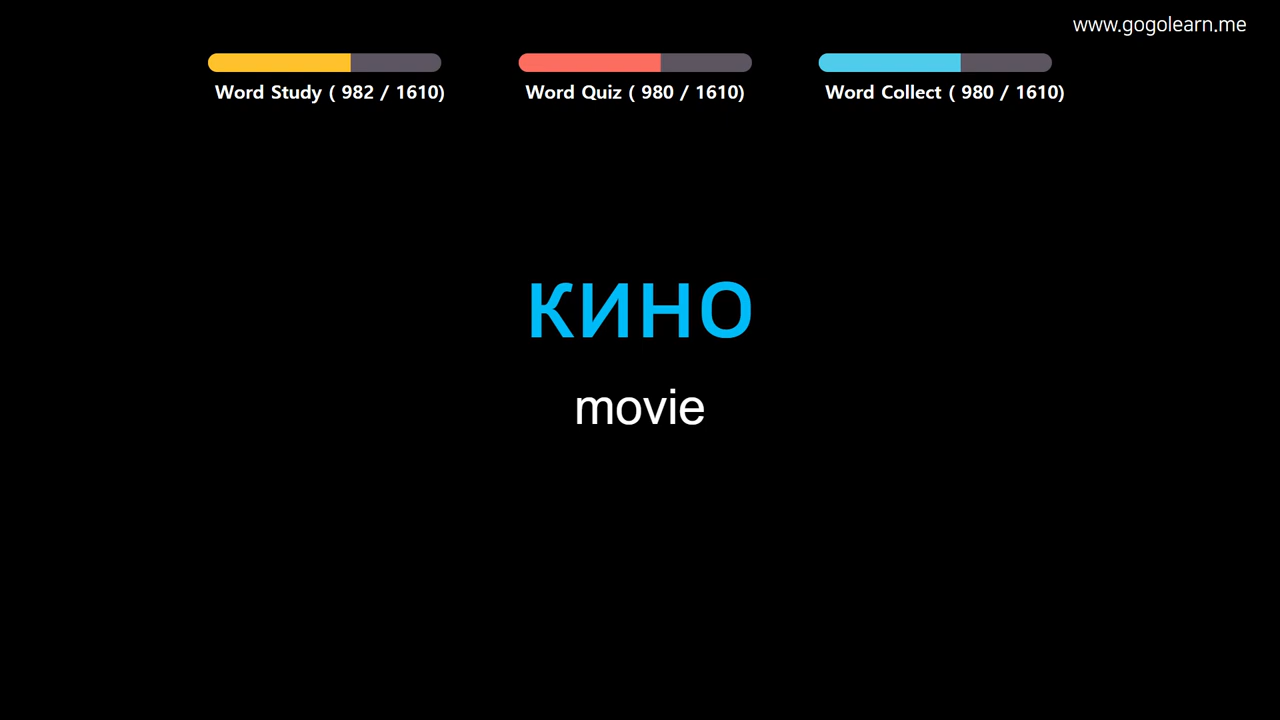 www.gogolearn.me
Word Study ( 982 / 1610)
Word Quiz ( 980 / 1610)
Word Collect ( 980 / 1610)
кино
movie